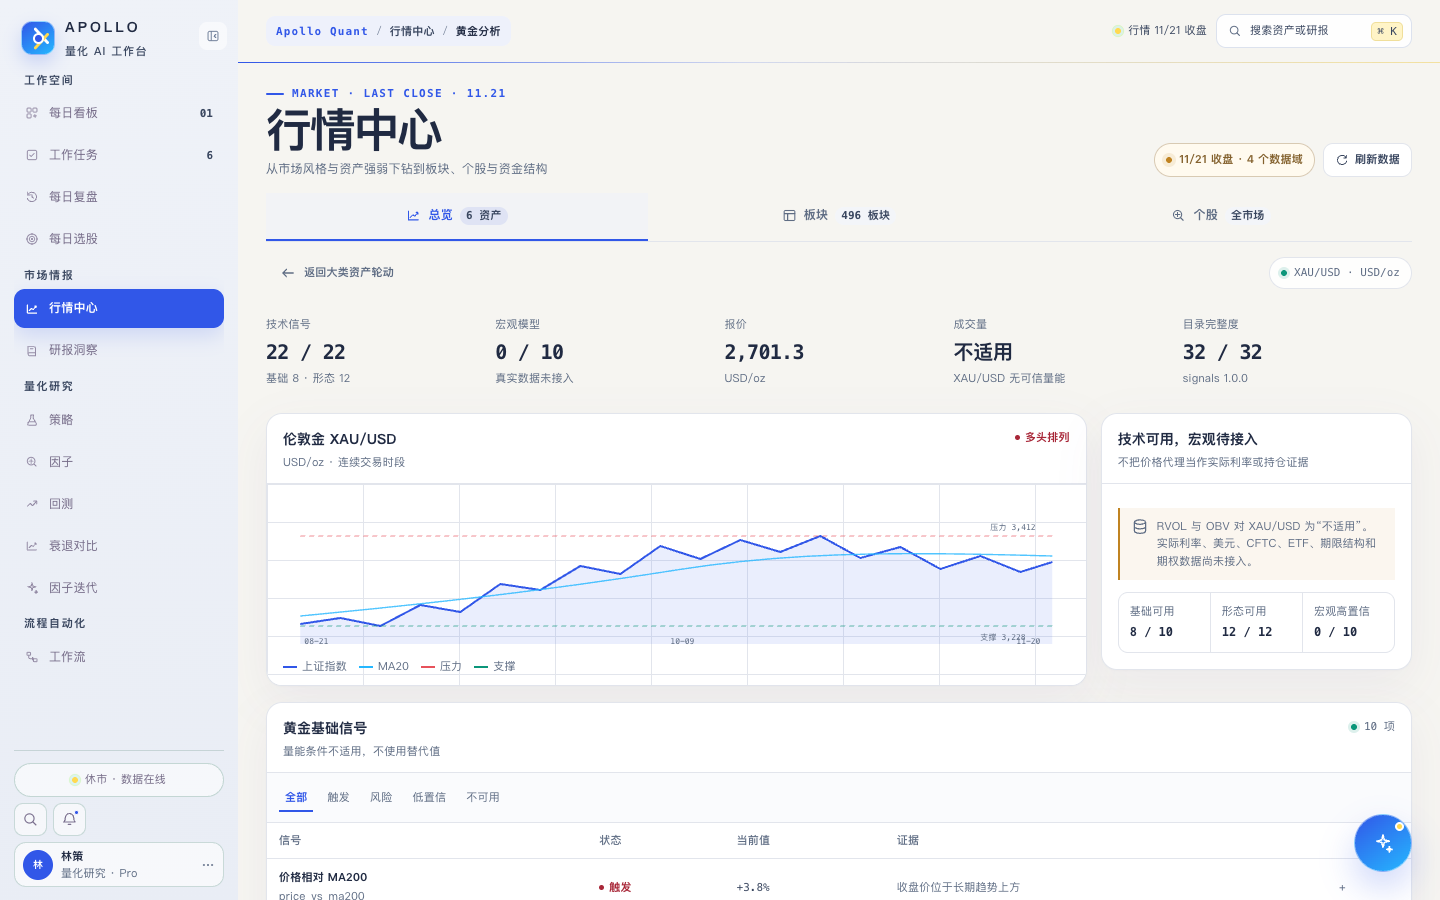 APOLLO
量化 AI 工作台
工作空间
每日看板 01
工作任务 6
每日复盘
每日选股
市场情报
行情中心
研报洞察
量化研究
策略
因子
回测
衰退对比
因子迭代
流程自动化
工作流
休市 · 数据在线
林 林策
量化研究 · Pro
Apollo Quant / 行情中心 / 黄金分析
行情 11/21 收盘
搜索资产或研报 ⌘ K
MARKET · LAST CLOSE · 11.21
行情中心
从市场风格与资产强弱下钻到板块、个股与资金结构
11/21 收盘 · 4 个数据域
刷新数据
总览 6 资产
板块 496 板块
个股 全市场
返回大类资产轮动
XAU/USD · USD/oz
技术信号
22 / 22
基础 8 · 形态 12
宏观模型
0 / 10
真实数据未接入
报价
2,701.3
USD/oz
成交量
不适用
XAU/USD 无可信量能
目录完整度
32 / 32
signals 1.0.0
伦敦金 XAU/USD
USD/oz · 连续交易时段
多头排列
压力 3,412
支撑 3,228
08-21 10-09 11-20
上证指数 MA20 压力 支撑
技术可用，宏观待接入
不把价格代理当作实际利率或持仓证据
RVOL 与 OBV 对 XAU/USD 为“不适用”。
实际利率、美元、CFTC、ETF、期限结构和
期权数据尚未接入。
基础可用
8 / 10
形态可用
12 / 12
宏观高置信
0 / 10
黄金基础信号
量能条件不适用，不使用替代值
10 项
全部 触发 风险 低置信 不可用
信号 状态 当前值 证据
价格相对 MA200 触发 +3.8% 收盘价位于长期趋势上方 +
price_vs_ma200